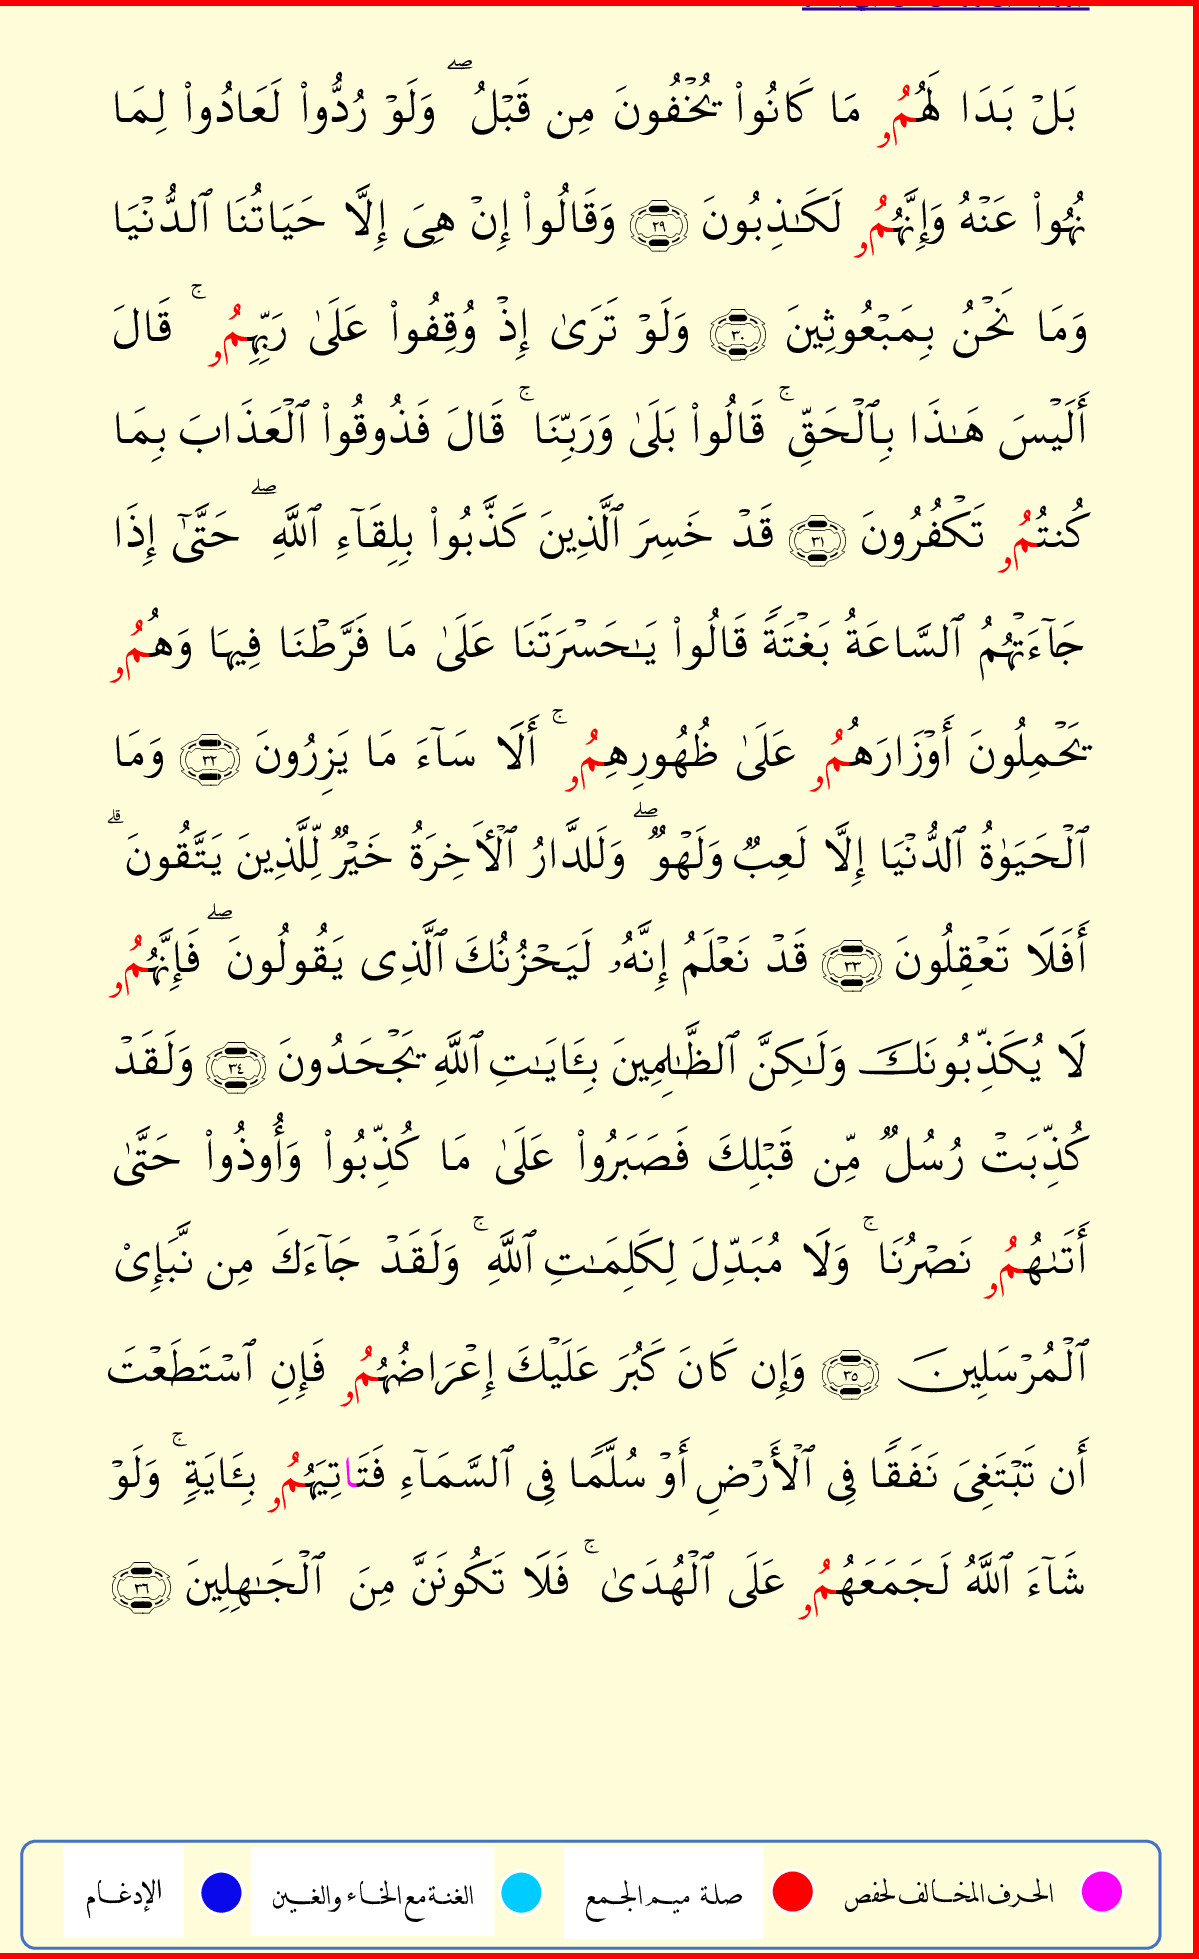 بَلۡ بَدَا لَهُمُۥ مَا كَانُواْ يُخۡفُونَ مِن قَبۡلُۖ وَلَوۡ رُدُّواْ لَعَادُواْ لِمَا
نُهُواْ عَنۡهُ وَإِنَّهُمُۥ لَكَـٰذِبُونَ ٢٩ وَقَالُواْ إِنۡ هِىَ إِلَّا حَيَاتُنَا ٱلدُّنۡيَا
وَمَا نَحۡنُ بِمَبۡعُوثِينَ ٣٠ وَلَوۡ تَرَىٰ إِذۡ وُقِفُواْ عَلَىٰ رَبِّهِمُۥۚ قَالَ
أَلَيۡسَ هَـٰذَا بِٱلۡحَقِّۚ قَالُواْ بَلَىٰ وَرَبِّنَاۚ قَالَ فَذُوقُواْ ٱلۡعَذَابَ بِمَا
كُنتُمُۥ تَكۡفُرُونَ ٣١ قَدۡ خَسِرَ ٱلَّذِينَ كَذَّبُواْ بِلِقَآءِ ٱللَّهِۖ حَتَّىٰٓ إِذَا
جَآءَتۡهُمُ ٱلسَّاعَةُ بَغۡتَةً قَالُواْ يَـٰحَسۡرَتَنَا عَلَىٰ مَا فَرَّطۡنَا فِيهَا وَهُمُۥ
يَحۡمِلُونَ أَوۡزَارَهُمُۥ عَلَىٰ ظُهُورِهِمُۥۚ أَلَا سَآءَ مَا يَزِرُونَ ٣٢ وَمَا
ٱلۡحَيَوٰةُ ٱلدُّنۡيَا إِلَّا لَعِبٌ وَلَهۡوٌۖ وَلَلدَّارُ ٱلۡأَخِرَةُ خَيۡرٌ لِّلَّذِينَ يَتَّقُونَۗ
أَفَلَا تَعۡقِلُونَ ٣٣ قَدۡ نَعۡلَمُ إِنَّهُۥ لَيَحۡزُنُكَ ٱلَّذِى يَقُولُونَۖ فَإِنَّهُمُۥ
لَا يُكَذِّبُونَكَ وَلَـٰكِنَّ ٱلظَّـٰلِمِينَ بِـَٔايَـٰتِ ٱللَّهِ يَجۡحَدُونَ ٣٤ وَلَقَدۡ
كُذِّبَتۡ رُسُلٌ مِّن قَبۡلِكَ فَصَبَرُواْ عَلَىٰ مَا كُذِّبُواْ وَأُوذُواْ حَتَّىٰ
أَتَىٰهُمُۥ نَصۡرُنَاۚ وَلَا مُبَدِّلَ لِكَلِمَـٰتِ ٱللَّهِۚ وَلَقَدۡ جَآءَكَ مِن نَّبَإِىْ
ٱلۡمُرۡسَلِينَ ٣٥ وَإِن كَانَ كَبُرَ عَلَيۡكَ إِعۡرَاضُهُمُۥ فَإِنِ ٱسۡتَطَعۡتَ
أَن تَبۡتَغِىَ نَفَقًا فِى ٱلۡأَرۡضِ أَوۡ سُلَّمًا فِى ٱلسَّمَآءِ فَتَاتِيَهُمُۥ بِـَٔايَةٍۚ وَلَوۡ
شَآءَ ٱللَّهُ لَجَمَعَهُمُۥ عَلَى ٱلۡهُدَىٰۚ فَلَا تَكُونَنَّ مِنَ ٱلۡجَـٰهِلِينَ ٣٦
الحرف المخالف لحفص صلة ميم الجمع الغنة مع الخاء والغين الإدغام